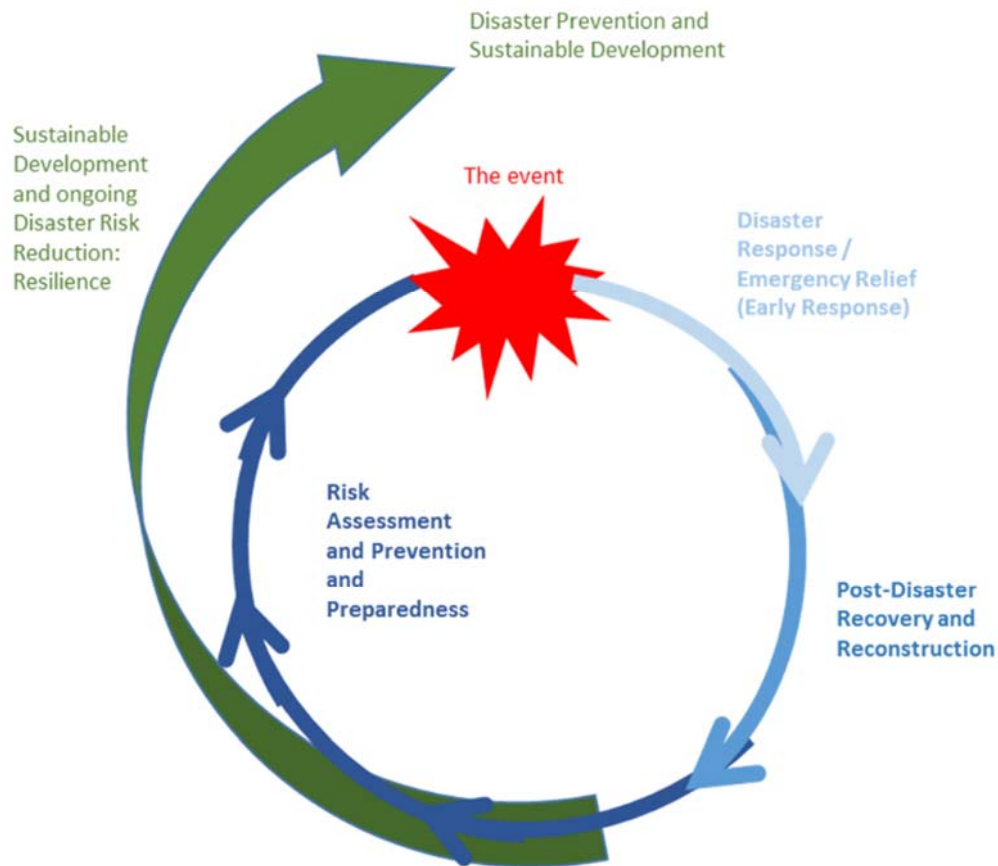 Disaster Prevention and
Sustainable Development
Sustainable
Development
and ongoing
Disaster Risk
Reduction:
Resilience
The event
Disaster
Response /
Emergency Relief
(Early Response)
Risk
Assessment
and Prevention
and
Preparedness
Post-Disaster
Recovery and
Reconstruction